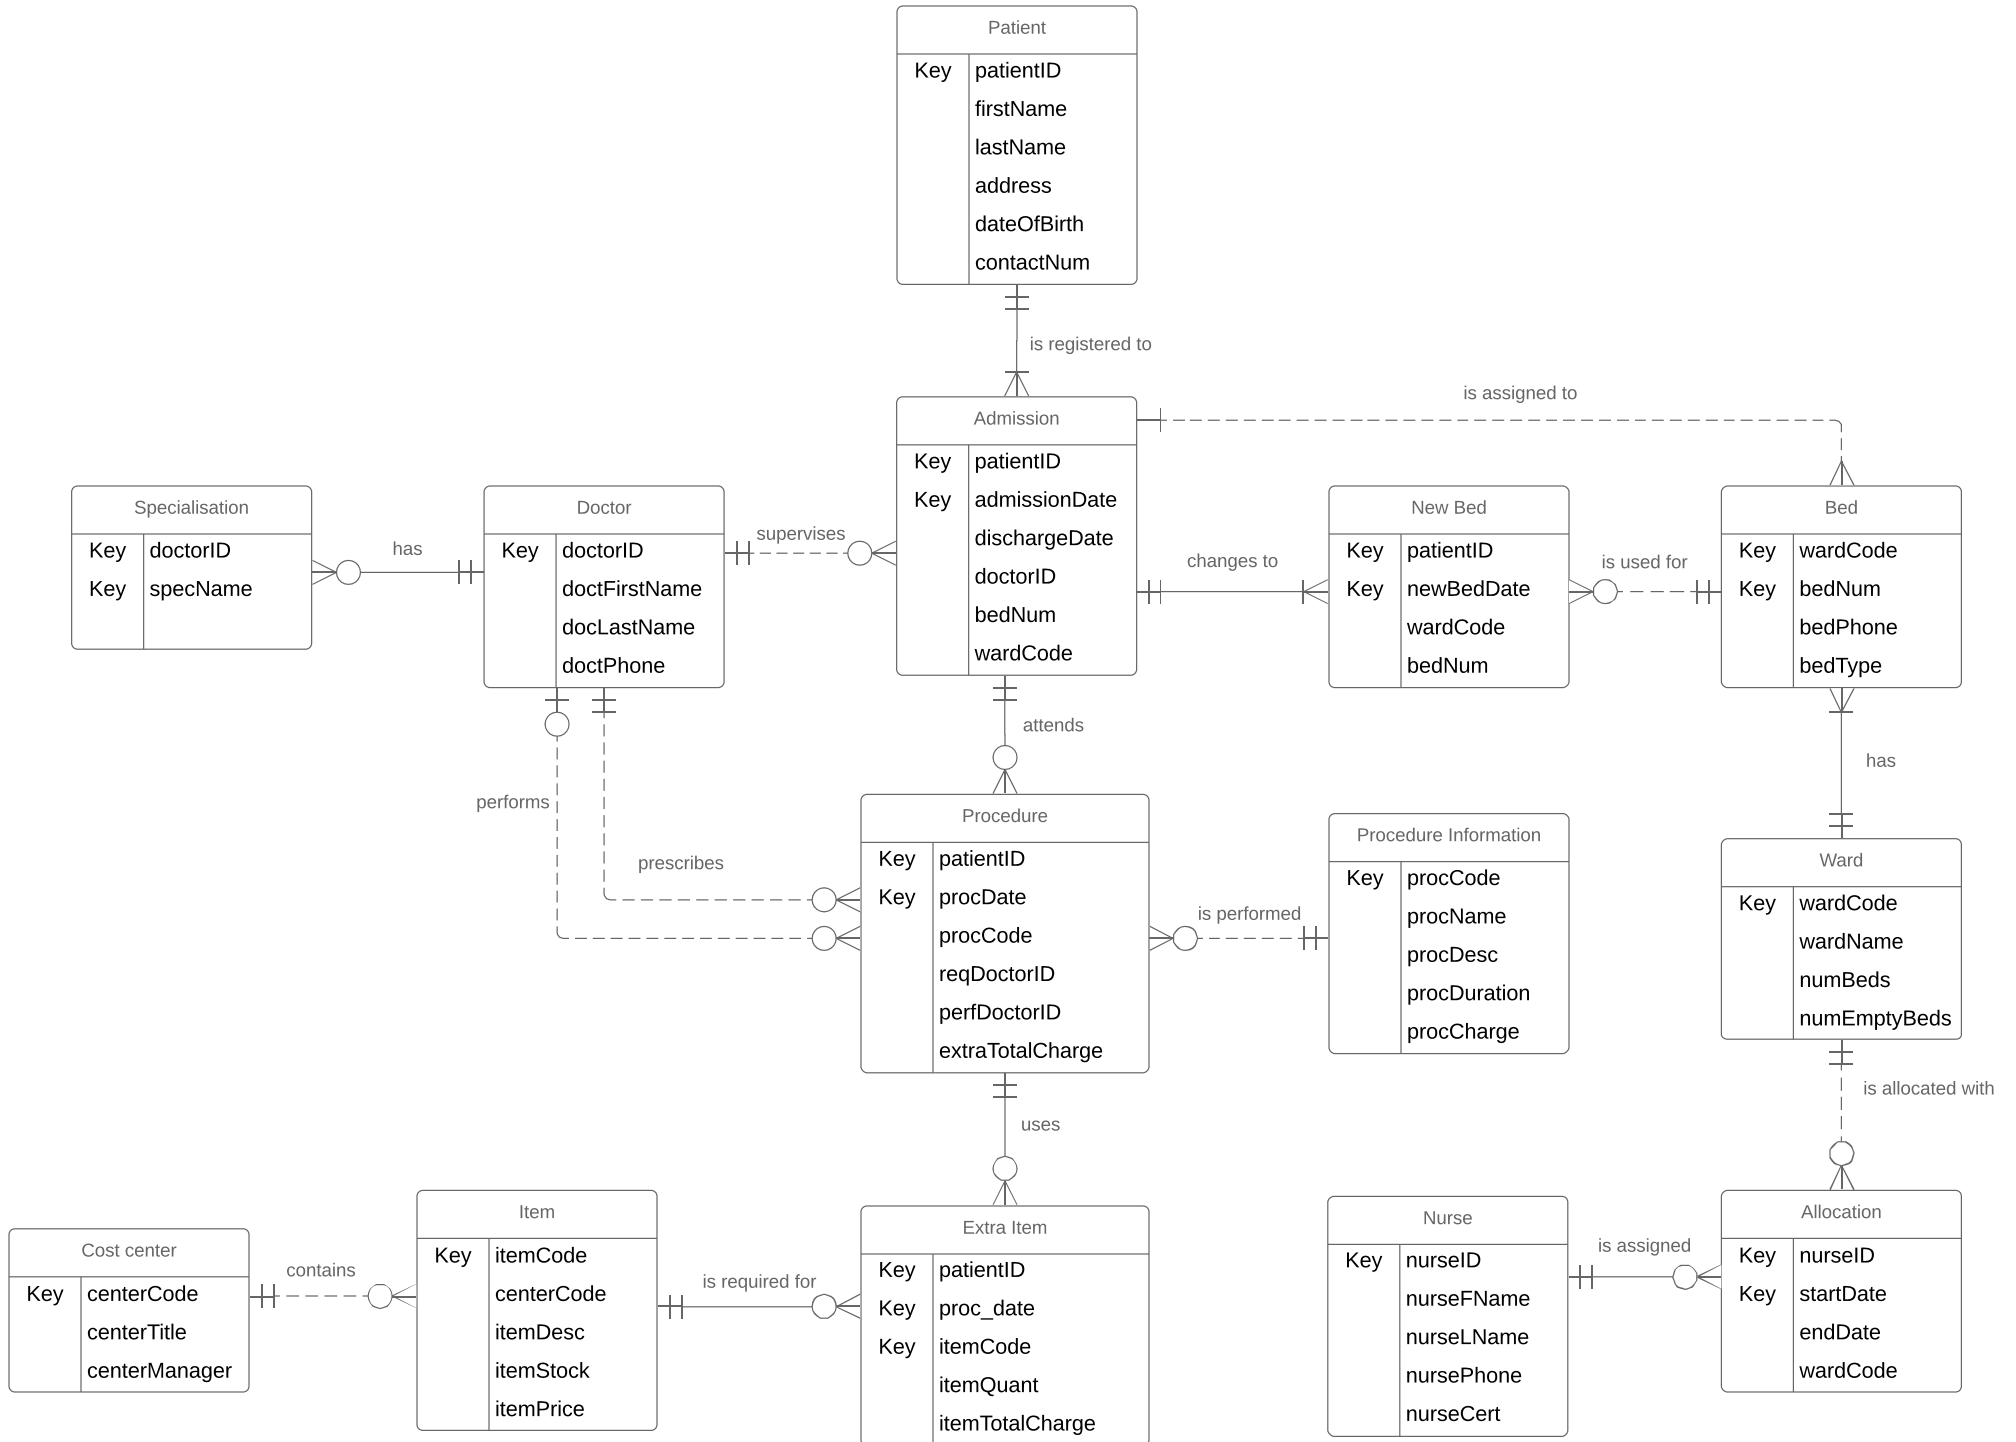 Patient
Key patientID
firstName
lastName
address
dateOfBirth
contactNum
is registered to
is assigned to
Admission
Key patientID
Key admissionDate
dischargeDate
doctorID
bedNum
wardCode
Specialisation
Key doctorID
Key specName
has
Doctor
Key doctorID
doctFirstName
docLastName
doctPhone
supervises
changes to
New Bed
Key patientID
Key newBedDate
wardCode
bedNum
is used for
Bed
Key wardCode
Key bedNum
bedPhone
bedType
attends
has
performs
prescribes
Procedure
Key patientID
Key procDate
procCode
reqDoctorID
perfDoctorID
extraTotalCharge
is performed
Procedure Information
Key procCode
procName
procDesc
procDuration
procCharge
Ward
Key wardCode
wardName
numBeds
numEmptyBeds
is allocated with
uses
Cost center
Key centerCode
centerTitle
centerManager
contains
Item
Key itemCode
centerCode
itemDesc
itemStock
itemPrice
is required for
Extra Item
Key patientID
Key proc_date
Key itemCode
itemQuant
itemTotalCharge
Nurse
Key nurseID
nurseFName
nurseLName
nursePhone
nurseCert
is assigned
Allocation
Key nurseID
Key startDate
endDate
wardCode